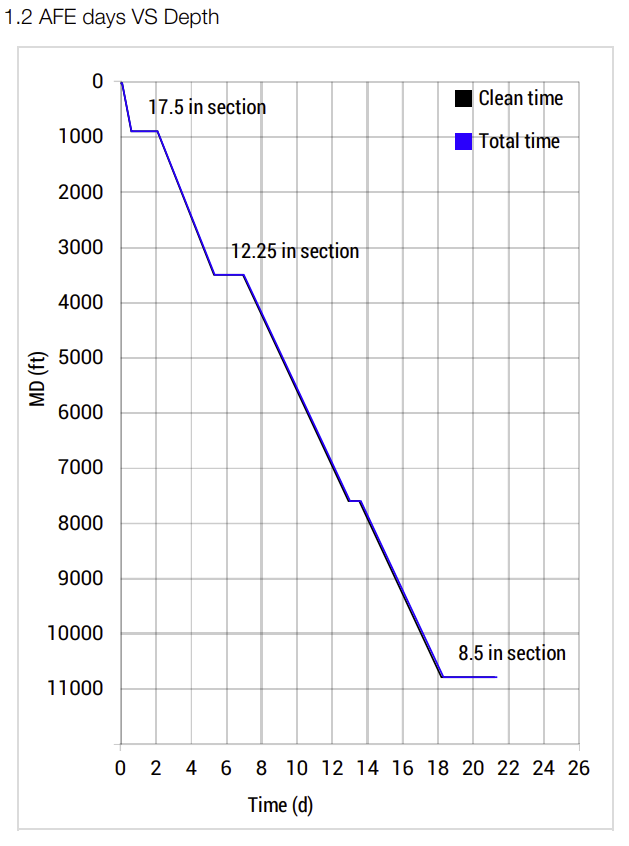 1.2 AFE days VS Depth
0
17.5 in section
Clean time
1000
Total time
2000
3000
12.25 in section
4000
5000
MD (ft)
6000
7000
8000
9000
10000
8.5 in section
11000
0 2 4 6 8 10 12 14 16 18 20 22 24 26
Time (d)